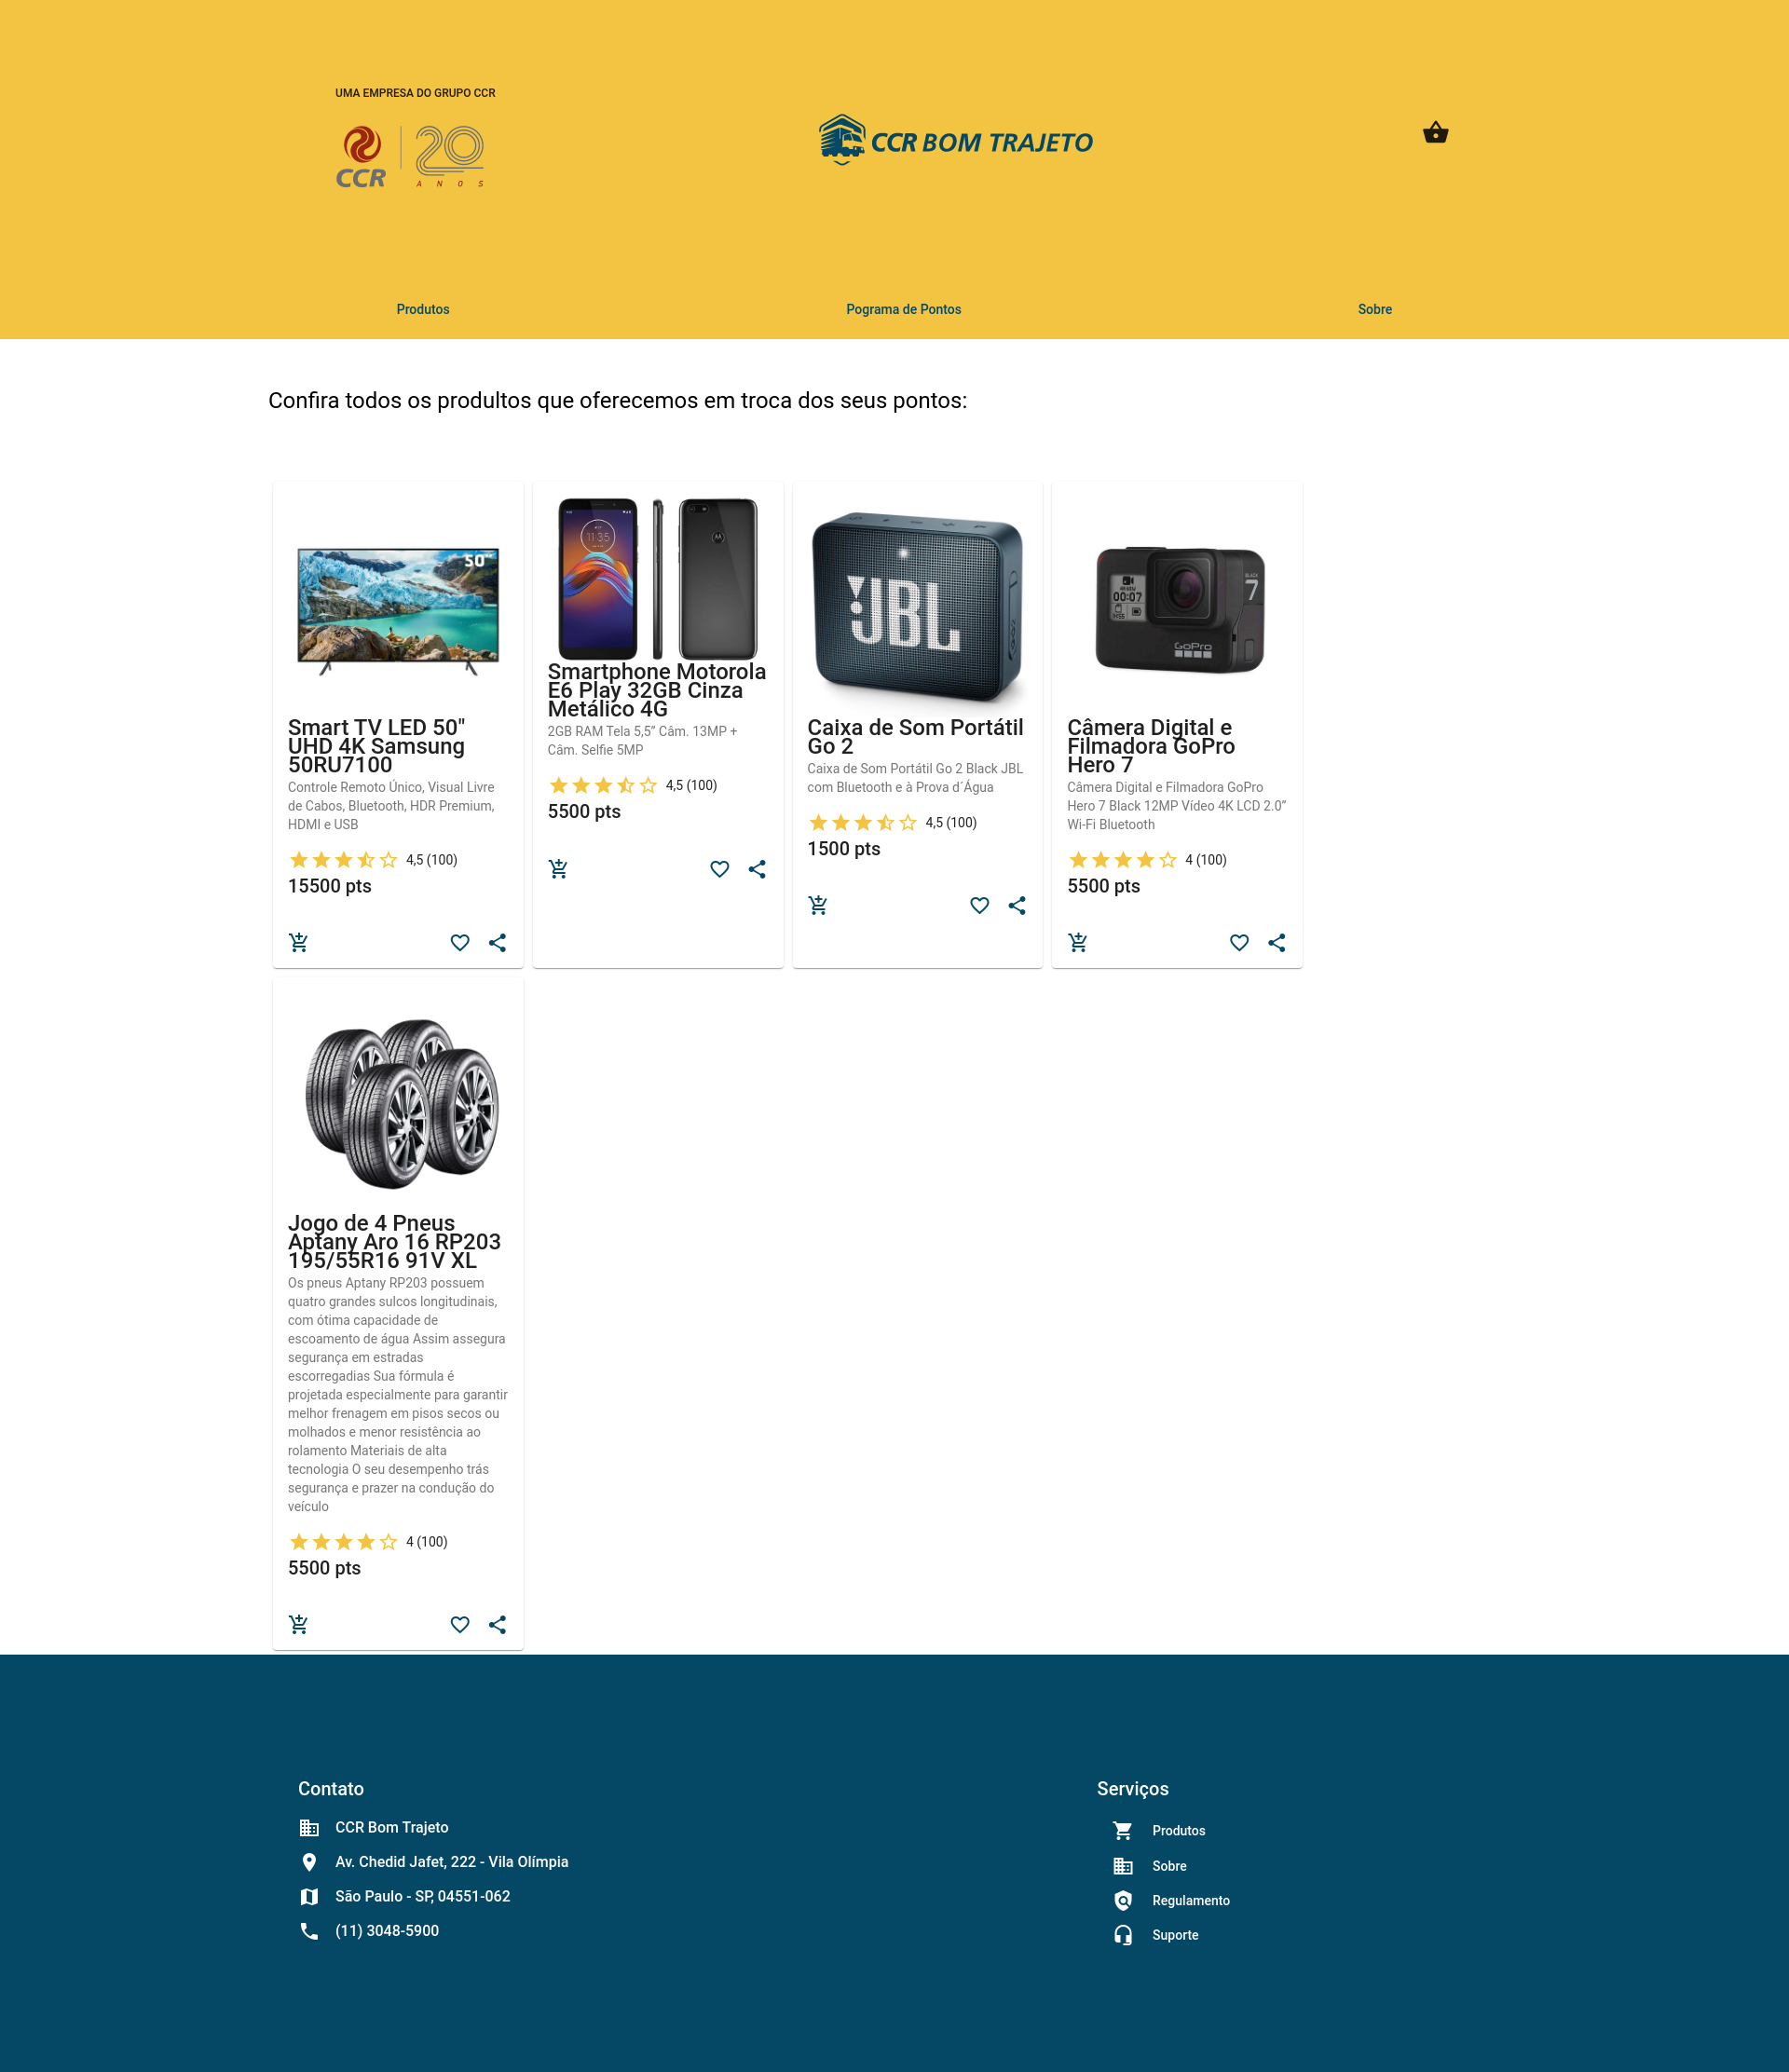 UMA EMPRESA DO GRUPO CCR
CCR
20
ANOS
CCR BOM TRAJETO
Produtos
Pograma de Pontos
Sobre
Confira todos os produltos que oferecemos em troca dos seus pontos:
50"
Smart TV LED 50"
UHD 4K Samsung
50RU7100
Controle Remoto Único, Visual Livre
de Cabos, Bluetooth, HDR Premium,
HDMI e USB
4,5 (100)
15500 pts
11:35
Smartphone Motorola
E6 Play 32GB Cinza
Metálico 4G
2GB RAM Tela 5,5” Câm. 13MP +
Câm. Selfie 5MP
4,5 (100)
5500 pts
JBL
GO 2
Caixa de Som Portátil
Go 2
Caixa de Som Portátil Go 2 Black JBL
com Bluetooth e à Prova d´Água
4,5 (100)
1500 pts
BLACK
7
00:07
GoPro
Câmera Digital e
Filmadora GoPro
Hero 7
Câmera Digital e Filmadora GoPro
Hero 7 Black 12MP Vídeo 4K LCD 2.0”
Wi-Fi Bluetooth
4 (100)
5500 pts
Jogo de 4 Pneus
Aptany Aro 16 RP203
195/55R16 91V XL
Os pneus Aptany RP203 possuem
quatro grandes sulcos longitudinais,
com ótima capacidade de
escoamento de água Assim assegura
segurança em estradas
escorregadias Sua fórmula é
projetada especialmente para garantir
melhor frenagem em pisos secos ou
molhados e menor resistência ao
rolamento Materiais de alta
tecnologia O seu desempenho trás
segurança e prazer na condução do
veículo
4 (100)
5500 pts
Contato
CCR Bom Trajeto
Av. Chedid Jafet, 222 - Vila Olímpia
São Paulo - SP, 04551-062
(11) 3048-5900
Serviços
Produtos
Sobre
Regulamento
Suporte